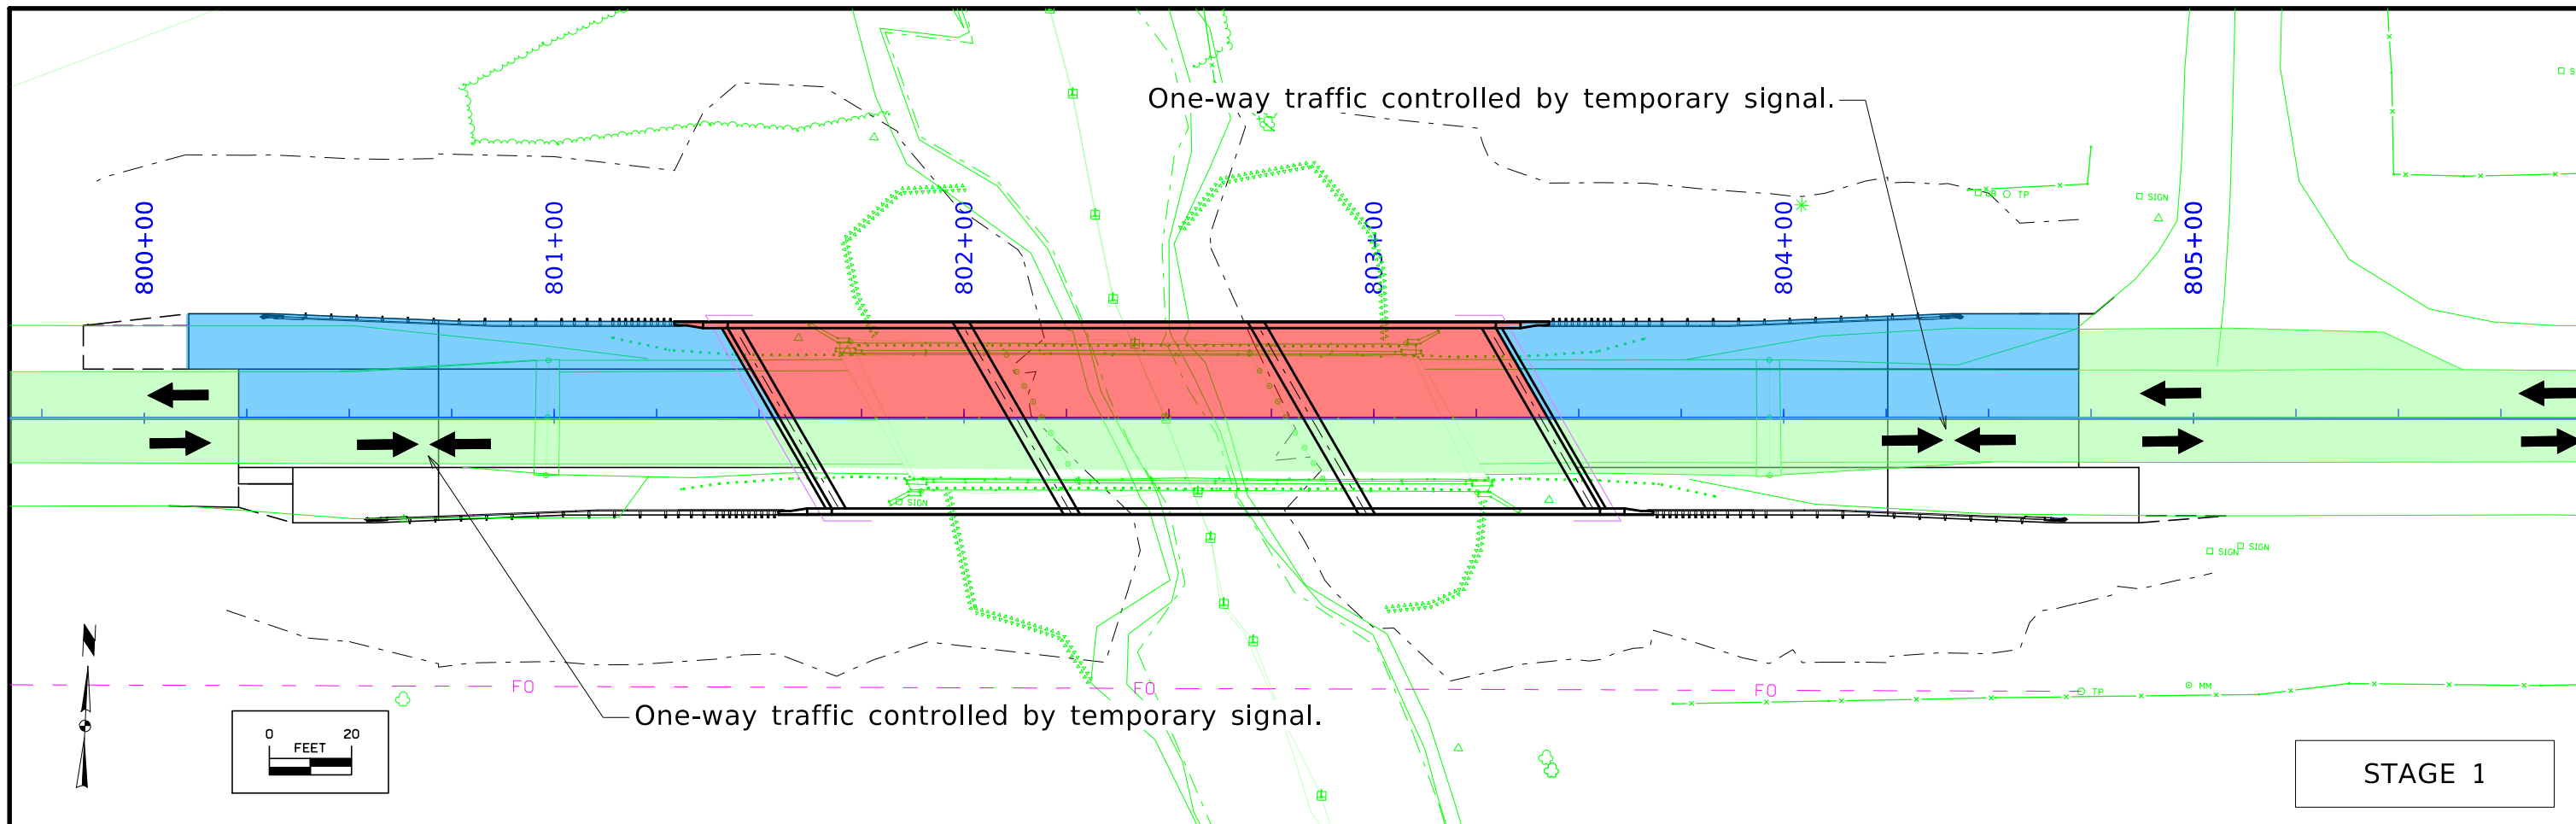 One-way traffic controlled by temporary signal.
TP
SIGN
800+00
801+00
802+00
803+00
804+00
805+00
SIGN
SIGN
SIGN
FO
FO
FO
TP
MM
N
One-way traffic controlled by temporary signal.
0 20
FEET
STAGE 1